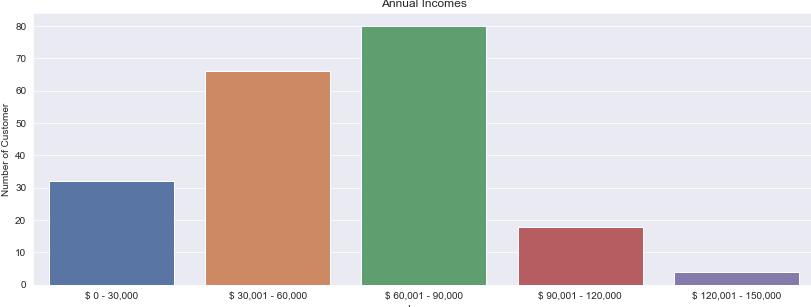 Annual Incomes
Number of Customer
80
70
60
50
40
30
20
10
0
$ 0 - 30,000
$ 30,001 - 60,000
$ 60,001 - 90,000
$ 90,001 - 120,000
$ 120,001 - 150,000